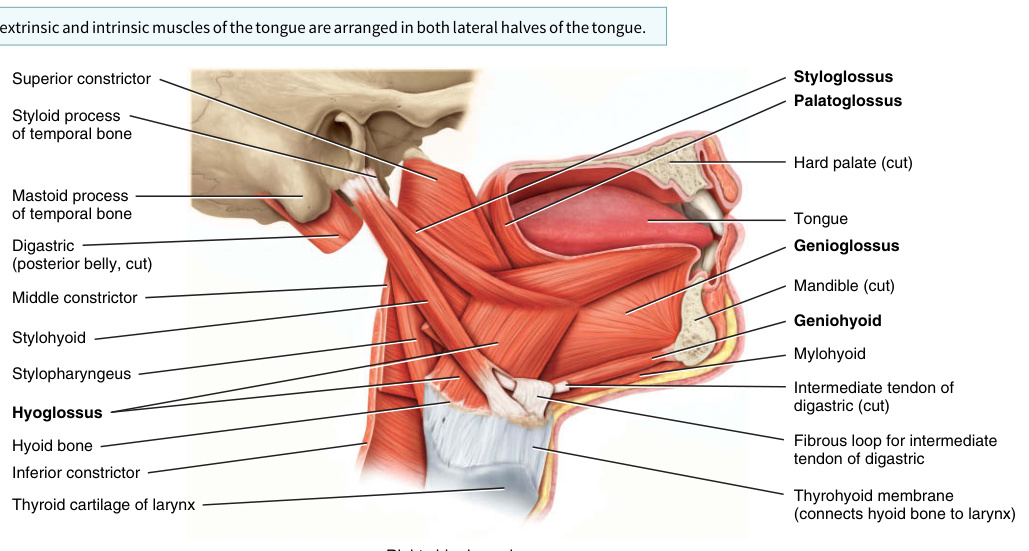 extrinsic and intrinsic muscles of the tongue are arranged in both lateral halves of the tongue.
Superior constrictor
Styloid process
of temporal bone
Mastoid process
of temporal bone
Digastric
(posterior belly, cut)
Middle constrictor
Stylohyoid
Stylopharyngeus
Hyoglossus
Hyoid bone
Inferior constrictor
Thyroid cartilage of larynx
Styloglossus
Palatoglossus
Hard palate (cut)
Tongue
Genioglossus
Mandible (cut)
Geniohyoid
Mylohyoid
Intermediate tendon of
digastric (cut)
Fibrous loop for intermediate
tendon of digastric
Thyrohyoid membrane
(connects hyoid bone to larynx)